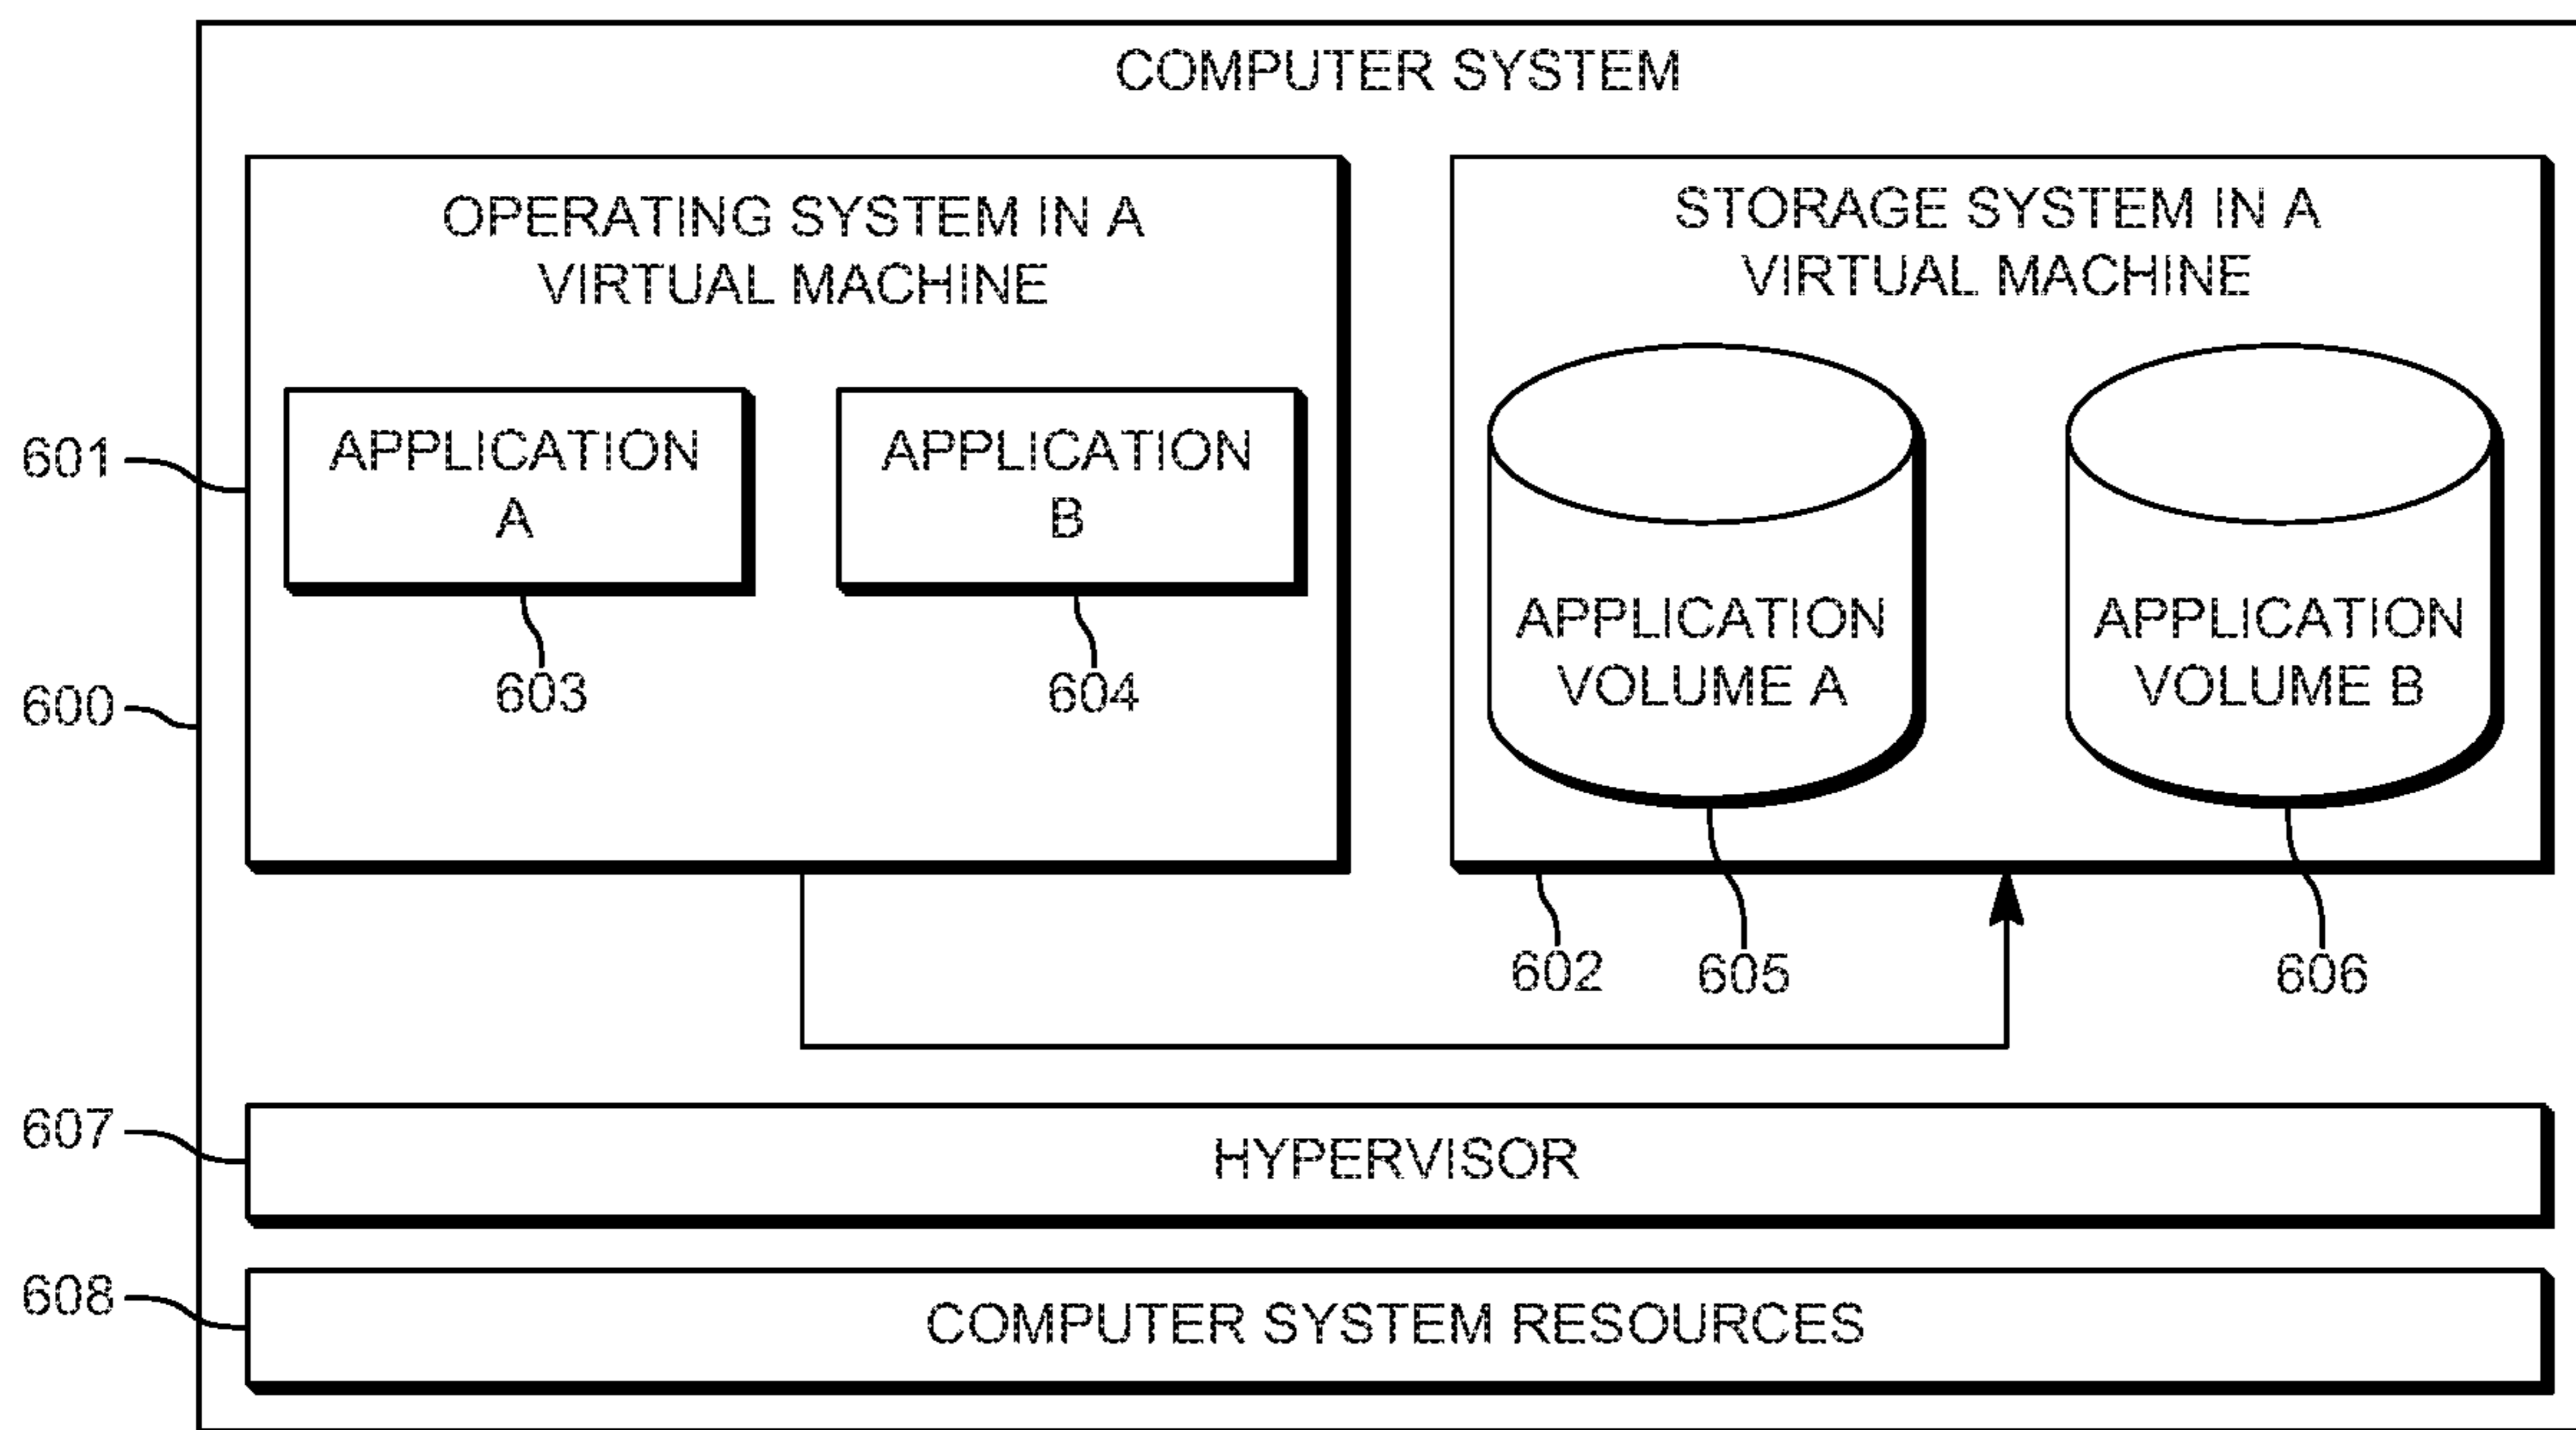 COMPUTER SYSTEM
OPERATING SYSTEM IN A
VIRTUAL MACHINE
STORAGE SYSTEM IN A
VIRTUAL MACHINE
601
APPLICATION
A
APPLICATION
B
603
604
600
APPLICATION
VOLUME A
APPLICATION
VOLUME B
602
605
606
607
HYPERVISOR
608
COMPUTER SYSTEM RESOURCES